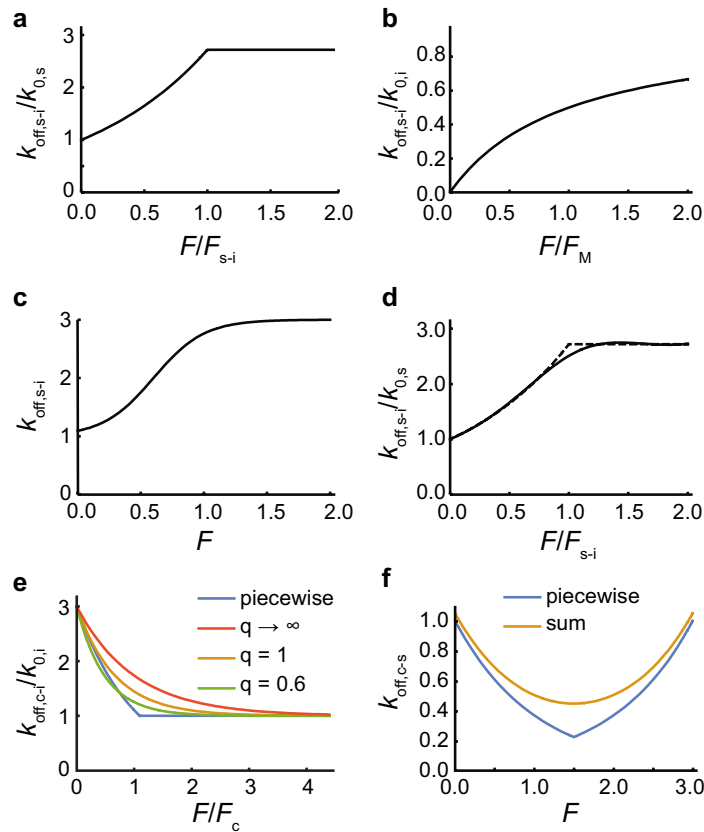 a
k_off,s-i/k_0,s
3
2
1
0
0.0 0.5 1.0 1.5 2.0
F/F_s-i
b
k_off,s-i/k_0,i
0.8
0.6
0.4
0.2
0.0
0.0 0.5 1.0 1.5 2.0
F/F_M
c
k_off,s-i
3
2
1
0
0.0 0.5 1.0 1.5 2.0
F
d
k_off,s-i/k_0,s
3.0
2.0
1.0
0.0
0.0 0.5 1.0 1.5 2.0
F/F_s-i
e
k_off,c-i/k_0,i
3
2
1
0
0 1 2 3 4
F/F_c
piecewise
q → ∞
q = 1
q = 0.6
f
k_off,c-s
1.0
0.8
0.6
0.4
0.2
0.0
0.0 1.0 2.0 3.0
F
piecewise
sum